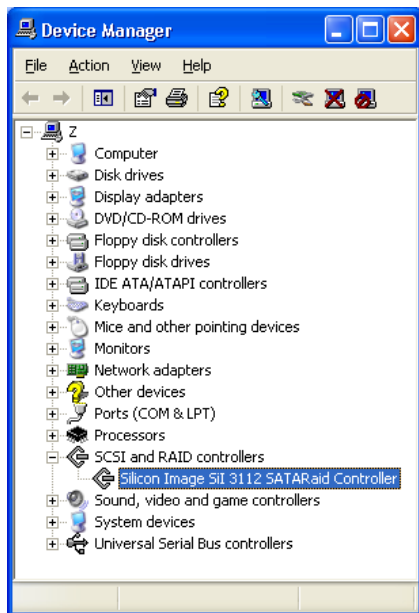 Device Manager
File Action View Help
Z
Computer
Disk drives
Display adapters
DVD/CD-ROM drives
Floppy disk controllers
Floppy disk drives
IDE ATA/ATAPI controllers
Keyboards
Mice and other pointing devices
Monitors
Network adapters
Other devices
Ports (COM & LPT)
Processors
SCSI and RAID controllers
Silicon Image SiI 3112 SATARaid Controller
Sound, video and game controllers
System devices
Universal Serial Bus controllers